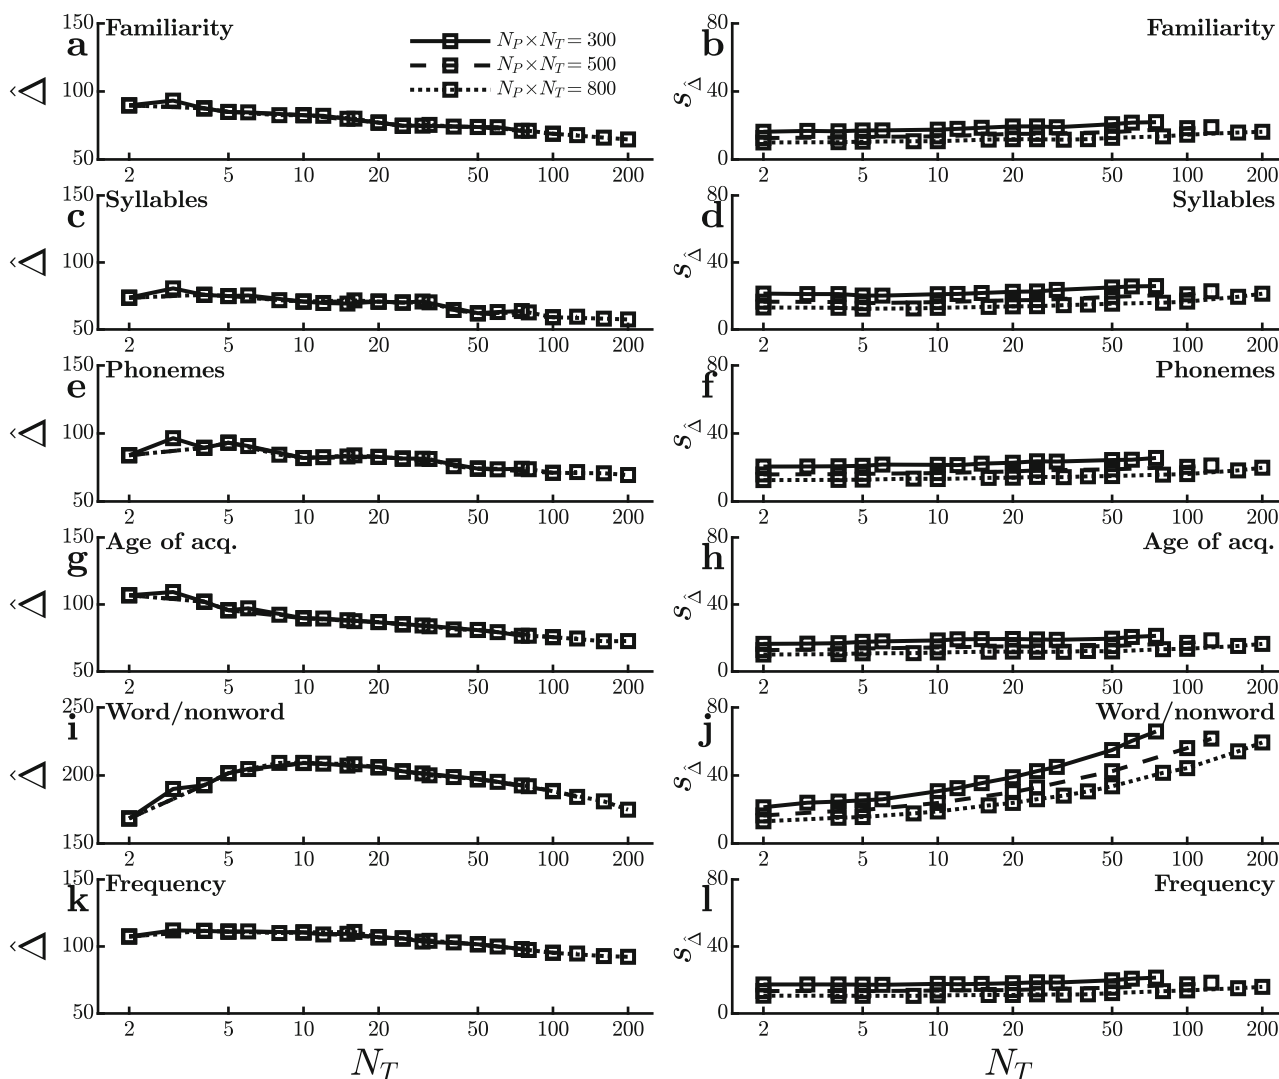 a Familiarity
N_P×N_T = 300
N_P×N_T = 500
N_P×N_T = 800
150
100
50
Δ̂
2 5 10 20 50 100 200
b Familiarity
80
40
0
s_Δ̂
2 5 10 20 50 100 200
c Syllables
150
100
50
Δ̂
2 5 10 20 50 100 200
d Syllables
80
40
0
s_Δ̂
2 5 10 20 50 100 200
e Phonemes
150
100
50
Δ̂
2 5 10 20 50 100 200
f Phonemes
80
40
0
s_Δ̂
2 5 10 20 50 100 200
g Age of acq.
150
100
50
Δ̂
2 5 10 20 50 100 200
h Age of acq.
80
40
0
s_Δ̂
2 5 10 20 50 100 200
i Word/nonword
250
200
150
Δ̂
2 5 10 20 50 100 200
j Word/nonword
80
40
0
s_Δ̂
2 5 10 20 50 100 200
k Frequency
150
100
50
Δ̂
2 5 10 20 50 100 200
N_T
l Frequency
80
40
0
s_Δ̂
2 5 10 20 50 100 200
N_T